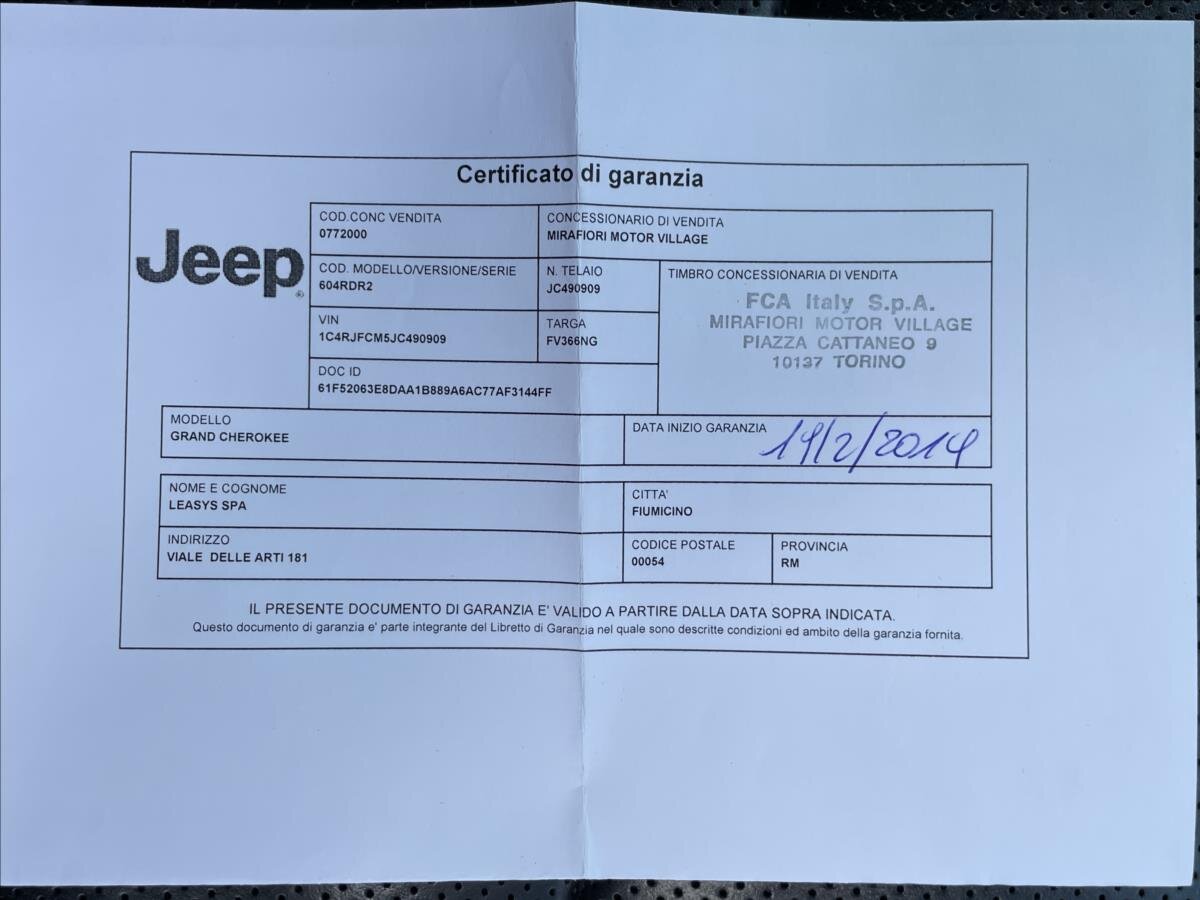 Certificato di garanzia
Jeep
®
COD.CONC VENDITA
0772000
CONCESSIONARIO DI VENDITA
MIRAFIORI MOTOR VILLAGE
COD. MODELLO/VERSIONE/SERIE
604RDR2
N. TELAIO
JC490909
TIMBRO CONCESSIONARIA DI VENDITA
FCA Italy S.p.A.
MIRAFIORI MOTOR VILLAGE
PIAZZA CATTANEO 9
10137 TORINO
VIN
1C4RJFCM5JC490909
TARGA
FV366NG
DOC ID
61F52063E8DAA1B889A6AC77AF3144FF
MODELLO
GRAND CHEROKEE
DATA INIZIO GARANZIA 19/2/2019
NOME E COGNOME
LEASYS SPA
CITTA'
FIUMICINO
INDIRIZZO
VIALE DELLE ARTI 181
CODICE POSTALE
00054
PROVINCIA
RM
IL PRESENTE DOCUMENTO DI GARANZIA E' VALIDO A PARTIRE DALLA DATA SOPRA INDICATA.
Questo documento di garanzia e' parte integrante del Libretto di Garanzia nel quale sono descritte condizioni ed ambito della garanzia fornita.